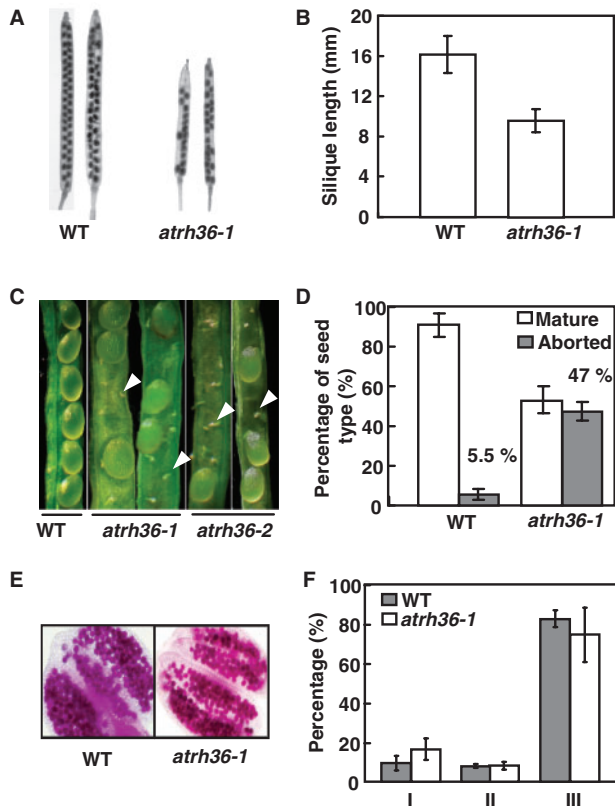 A
WT
atrh36-1
B
Silique length (mm)
20
16
12
8
4
0
WT
atrh36-1
C
WT
atrh36-1
atrh36-2
D
Percentage of seed
type (%)
100
80
60
40
20
0
Mature
Aborted
5.5 %
47 %
WT
atrh36-1
E
WT
atrh36-1
F
Percentage (%)
100
80
60
40
20
0
WT
atrh36-1
I
II
III